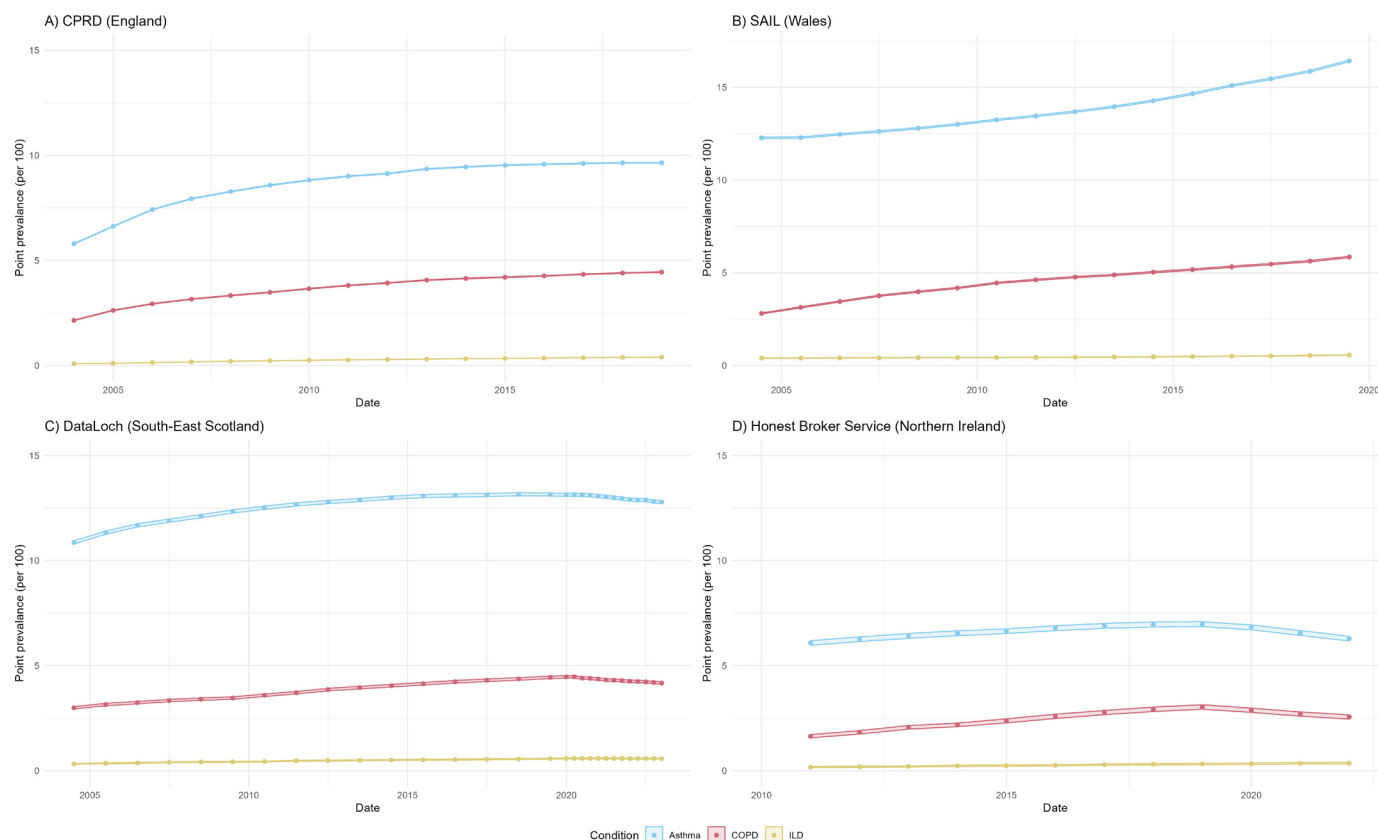 A) CPRD (England)
Point prevalance (per 100)
15
10
5
0
2005 2010 2015
Date
B) SAIL (Wales)
Point prevalance (per 100)
15
10
5
0
2005 2010 2015 2020
Date
C) DataLoch (South-East Scotland)
Point prevalance (per 100)
15
10
5
0
2005 2010 2015 2020
Date
D) Honest Broker Service (Northern Ireland)
Point prevalance (per 100)
15
10
5
0
2010 2015 2020
Date
Condition Asthma COPD ILD